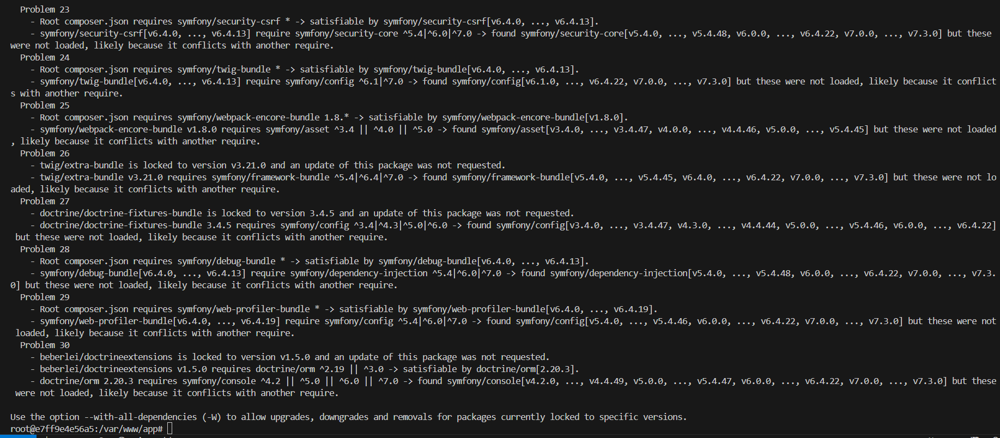 Problem 23
- Root composer.json requires symfony/security-csrf * -> satisfiable by symfony/security-csrf[v6.4.0, ..., v6.4.13].
- symfony/security-csrf[v6.4.0, ..., v6.4.13] require symfony/security-core ^5.4|^6.0|^7.0 -> found symfony/security-core[v5.4.0, ..., v5.4.48, v6.0.0, ..., v6.4.22, v7.0.0, ..., v7.3.0] but these
were not loaded, likely because it conflicts with another require.
Problem 24
- Root composer.json requires symfony/twig-bundle * -> satisfiable by symfony/twig-bundle[v6.4.0, ..., v6.4.13].
- symfony/twig-bundle[v6.4.0, ..., v6.4.13] require symfony/config ^6.1|^7.0 -> found symfony/config[v6.1.0, ..., v6.4.22, v7.0.0, ..., v7.3.0] but these were not loaded, likely because it conflict
s with another require.
Problem 25
- Root composer.json requires symfony/webpack-encore-bundle 1.8.* -> satisfiable by symfony/webpack-encore-bundle[v1.8.0].
- symfony/webpack-encore-bundle v1.8.0 requires symfony/asset ^3.4 || ^4.0 || ^5.0 -> found symfony/asset[v3.4.0, ..., v3.4.47, v4.0.0, ..., v4.4.46, v5.0.0, ..., v5.4.45] but these were not loaded
, likely because it conflicts with another require.
Problem 26
- twig/extra-bundle is locked to version v3.21.0 and an update of this package was not requested.
- twig/extra-bundle v3.21.0 requires symfony/framework-bundle ^5.4|^6.4|^7.0 -> found symfony/framework-bundle[v5.4.0, ..., v5.4.45, v6.4.0, ..., v6.4.22, v7.0.0, ..., v7.3.0] but these were not lo
aded, likely because it conflicts with another require.
Problem 27
- doctrine/doctrine-fixtures-bundle is locked to version 3.4.5 and an update of this package was not requested.
- doctrine/doctrine-fixtures-bundle 3.4.5 requires symfony/config ^3.4|^4.3|^5.0|^6.0 -> found symfony/config[v3.4.0, ..., v3.4.47, v4.3.0, ..., v4.4.44, v5.0.0, ..., v5.4.46, v6.0.0, ..., v6.4.22]
but these were not loaded, likely because it conflicts with another require.
Problem 28
- Root composer.json requires symfony/debug-bundle * -> satisfiable by symfony/debug-bundle[v6.4.0, ..., v6.4.13].
- symfony/debug-bundle[v6.4.0, ..., v6.4.13] require symfony/dependency-injection ^5.4|^6.0|^7.0 -> found symfony/dependency-injection[v5.4.0, ..., v5.4.48, v6.0.0, ..., v6.4.22, v7.0.0, ..., v7.3.
0] but these were not loaded, likely because it conflicts with another require.
Problem 29
- Root composer.json requires symfony/web-profiler-bundle * -> satisfiable by symfony/web-profiler-bundle[v6.4.0, ..., v6.4.19].
- symfony/web-profiler-bundle[v6.4.0, ..., v6.4.19] require symfony/config ^5.4|^6.0|^7.0 -> found symfony/config[v5.4.0, ..., v5.4.46, v6.0.0, ..., v6.4.22, v7.0.0, ..., v7.3.0] but these were not
loaded, likely because it conflicts with another require.
Problem 30
- beberlei/doctrineextensions is locked to version v1.5.0 and an update of this package was not requested.
- beberlei/doctrineextensions v1.5.0 requires doctrine/orm ^2.19 || ^3.0 -> satisfiable by doctrine/orm[2.20.3].
- doctrine/orm 2.20.3 requires symfony/console ^4.2 || ^5.0 || ^6.0 || ^7.0 -> found symfony/console[v4.2.0, ..., v4.4.49, v5.0.0, ..., v5.4.47, v6.0.0, ..., v6.4.22, v7.0.0, ..., v7.3.0] but these
were not loaded, likely because it conflicts with another require.
Use the option --with-all-dependencies (-W) to allow upgrades, downgrades and removals for packages currently locked to specific versions.
root@e7ff9e4e56a5:/var/www/app#